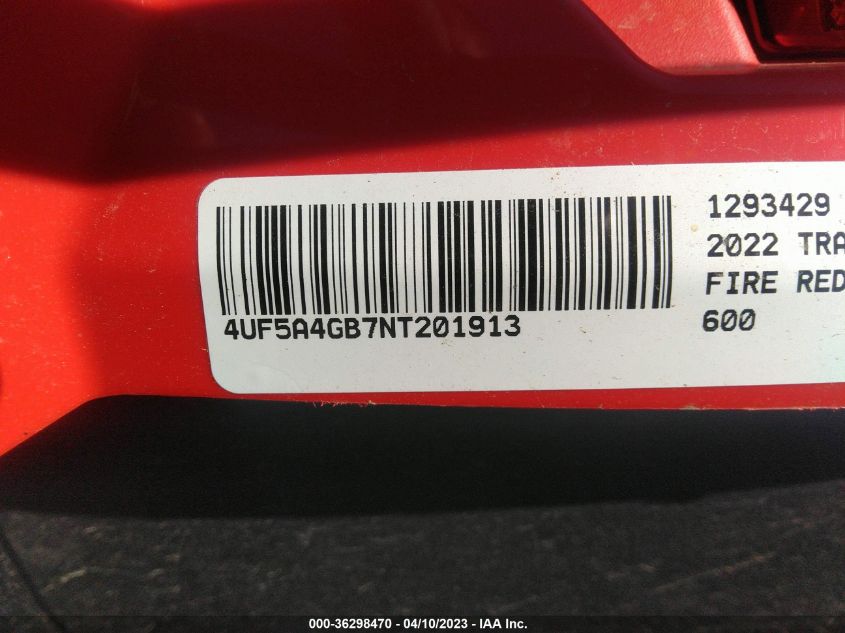 1293429
2022 TRA
FIRE RED
600
4UF5A4GB7NT201913
000-36298470 - 04/10/2023 - IAA Inc.